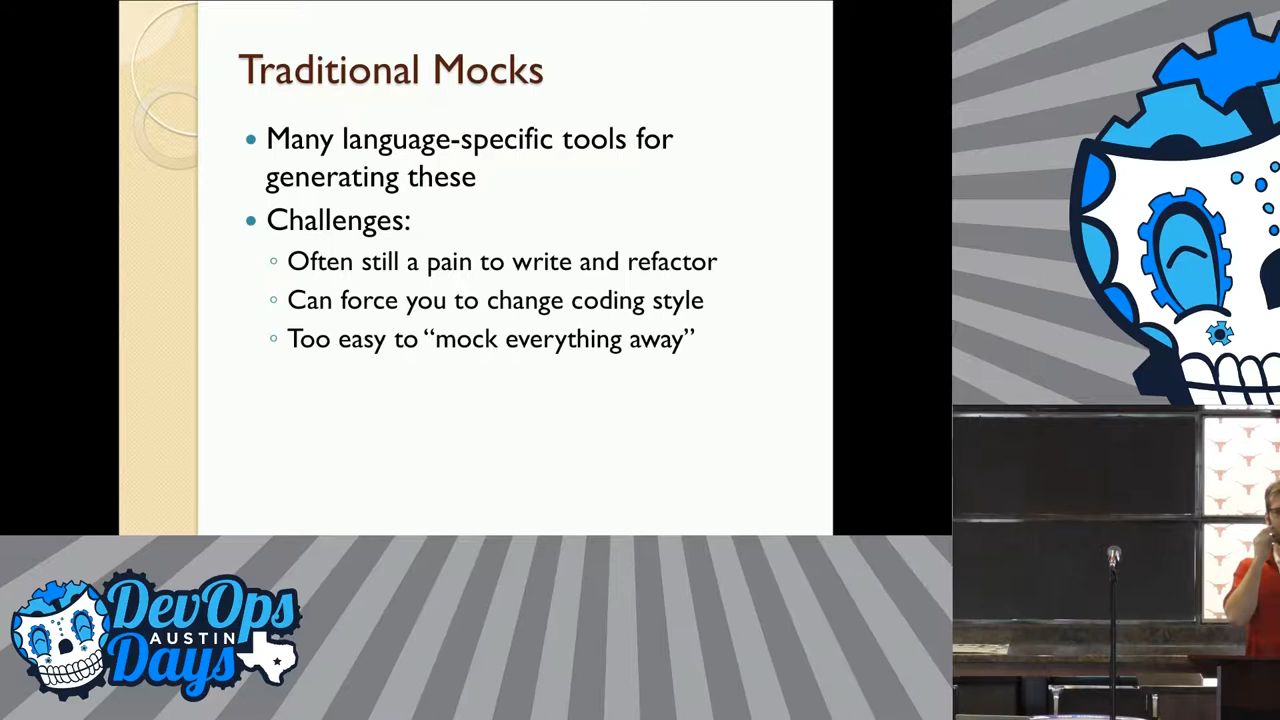 Traditional Mocks
• Many language-specific tools for
generating these
• Challenges:
◦ Often still a pain to write and refactor
◦ Can force you to change coding style
◦ Too easy to “mock everything away”
DevOps
AUSTIN
Days